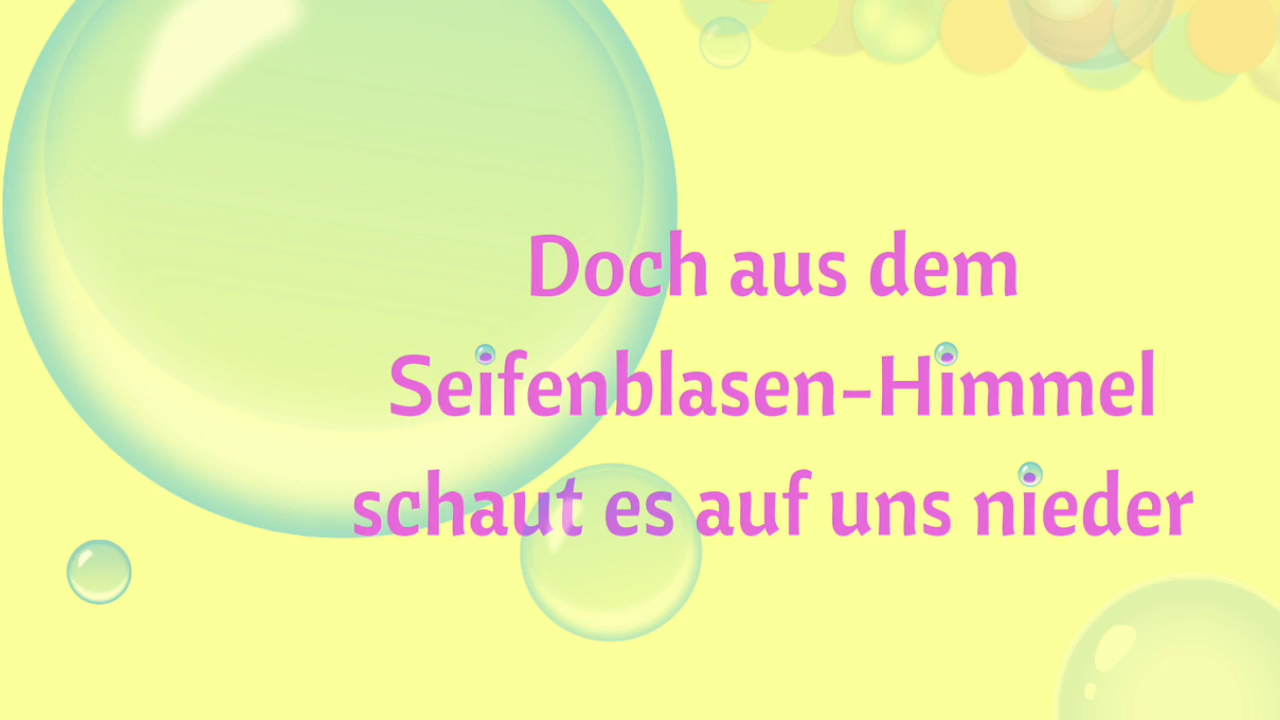 Doch aus dem
Seifenblasen-Himmel
schaut es auf uns nieder